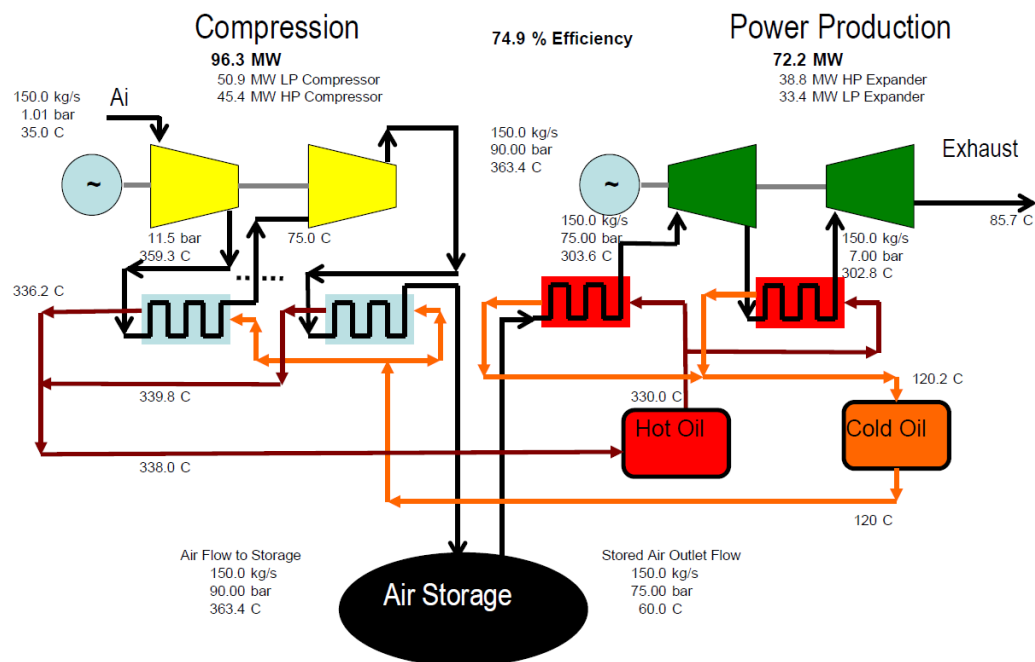 Compression
96.3 MW
50.9 MW LP Compressor
45.4 MW HP Compressor
74.9 % Efficiency
Power Production
72.2 MW
38.8 MW HP Expander
33.4 MW LP Expander
150.0 kg/s
1.01 bar
35.0 C
Ai
~
150.0 kg/s
90.00 bar
363.4 C
~
Exhaust
85.7 C
11.5 bar
359.3 C
75.0 C
150.0 kg/s
75.00 bar
303.6 C
150.0 kg/s
7.00 bar
302.8 C
336.2 C
339.8 C
330.0 C
120.2 C
Hot Oil
Cold Oil
338.0 C
120 C
Air Flow to Storage
150.0 kg/s
90.00 bar
363.4 C
Air Storage
Stored Air Outlet Flow
150.0 kg/s
75.00 bar
60.0 C